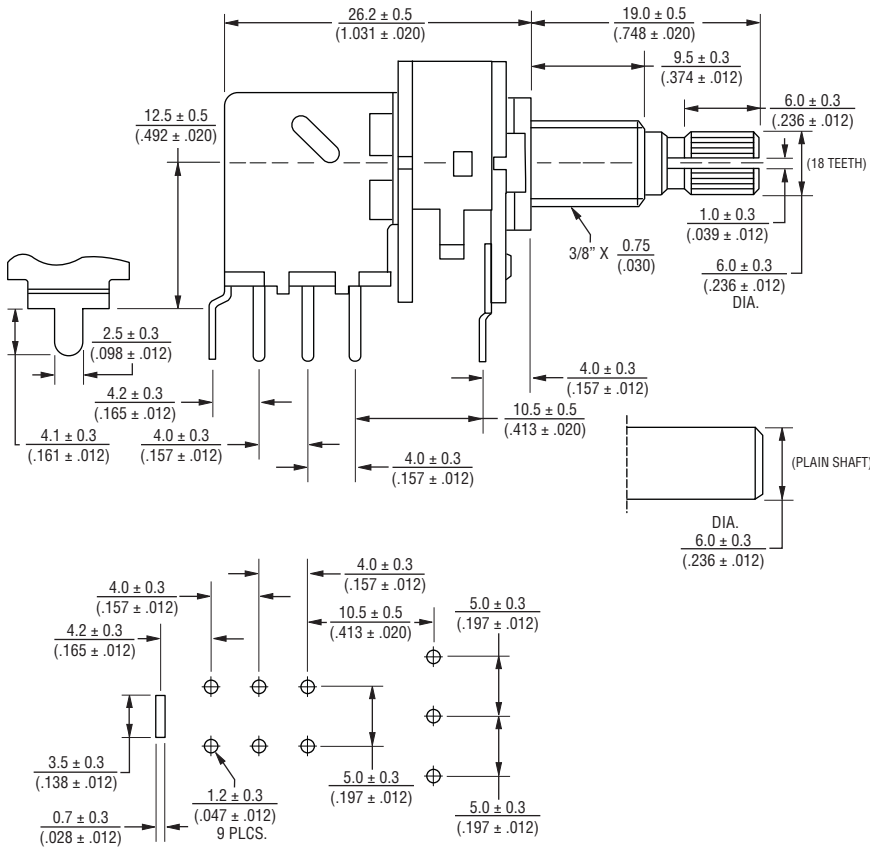 26.2 ± 0.5
(1.031 ± .020)
19.0 ± 0.5
(.748 ± .020)
9.5 ± 0.3
(.374 ± .012)
12.5 ± 0.5
(.492 ± .020)
6.0 ± 0.3
(.236 ± .012)
(18 TEETH)
1.0 ± 0.3
(.039 ± .012)
3/8" X 0.75
(.030)
6.0 ± 0.3
(.236 ± .012)
DIA.
2.5 ± 0.3
(.098 ± .012)
4.0 ± 0.3
(.157 ± .012)
4.2 ± 0.3
(.165 ± .012)
10.5 ± 0.5
(.413 ± .020)
4.1 ± 0.3
(.161 ± .012)
4.0 ± 0.3
(.157 ± .012)
4.0 ± 0.3
(.157 ± .012)
(PLAIN SHAFT)
DIA.
6.0 ± 0.3
(.236 ± .012)
4.0 ± 0.3
(.157 ± .012)
4.0 ± 0.3
(.157 ± .012)
10.5 ± 0.5
(.413 ± .020)
5.0 ± 0.3
(.197 ± .012)
4.2 ± 0.3
(.165 ± .012)
3.5 ± 0.3
(.138 ± .012)
5.0 ± 0.3
(.197 ± .012)
1.2 ± 0.3
(.047 ± .012)
9 PLCS.
5.0 ± 0.3
(.197 ± .012)
0.7 ± 0.3
(.028 ± .012)